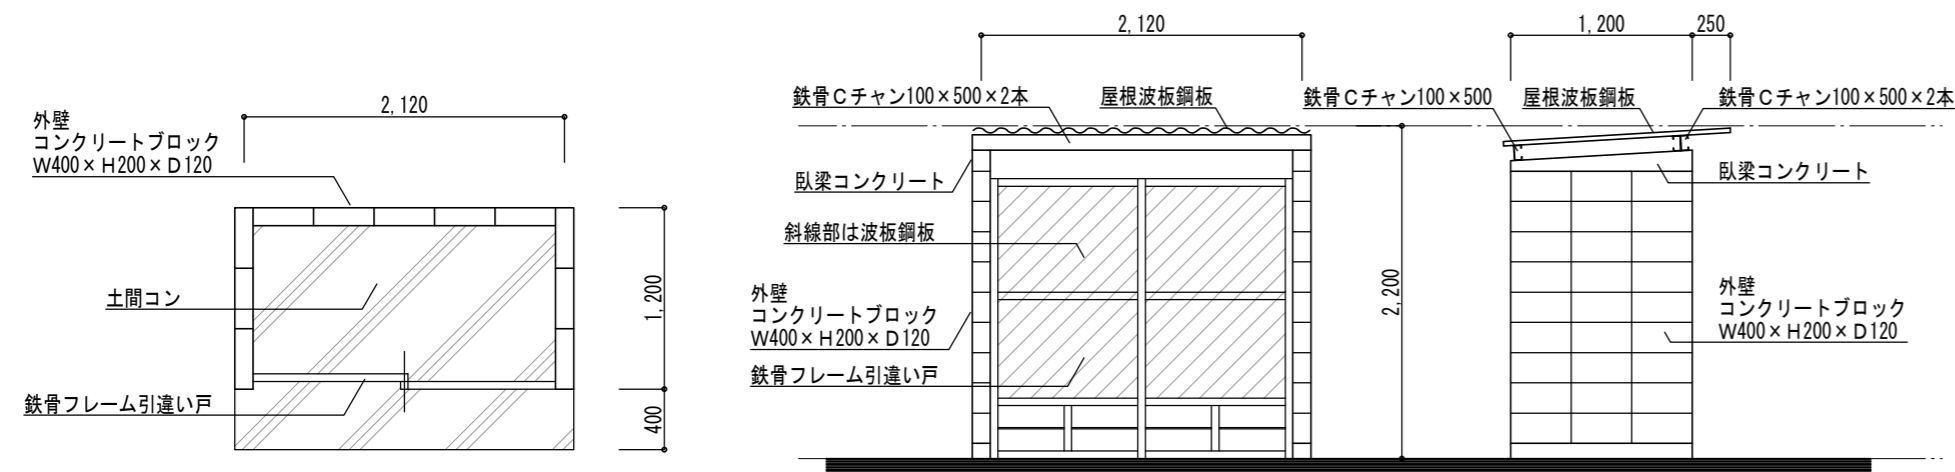 2,120
外壁
コンクリートブロック
W400×H200×D120
土間コン
鉄骨フレーム引違い戸
1,200
400
2,120
鉄骨Cチャン100×500×2本
屋根波板鋼板
臥梁コンクリート
斜線部は波板鋼板
外壁
コンクリートブロック
W400×H200×D120
鉄骨フレーム引違い戸
2,200
1,200
250
鉄骨Cチャン100×500
屋根波板鋼板
鉄骨Cチャン100×500×2本
臥梁コンクリート
外壁
コンクリートブロック
W400×H200×D120